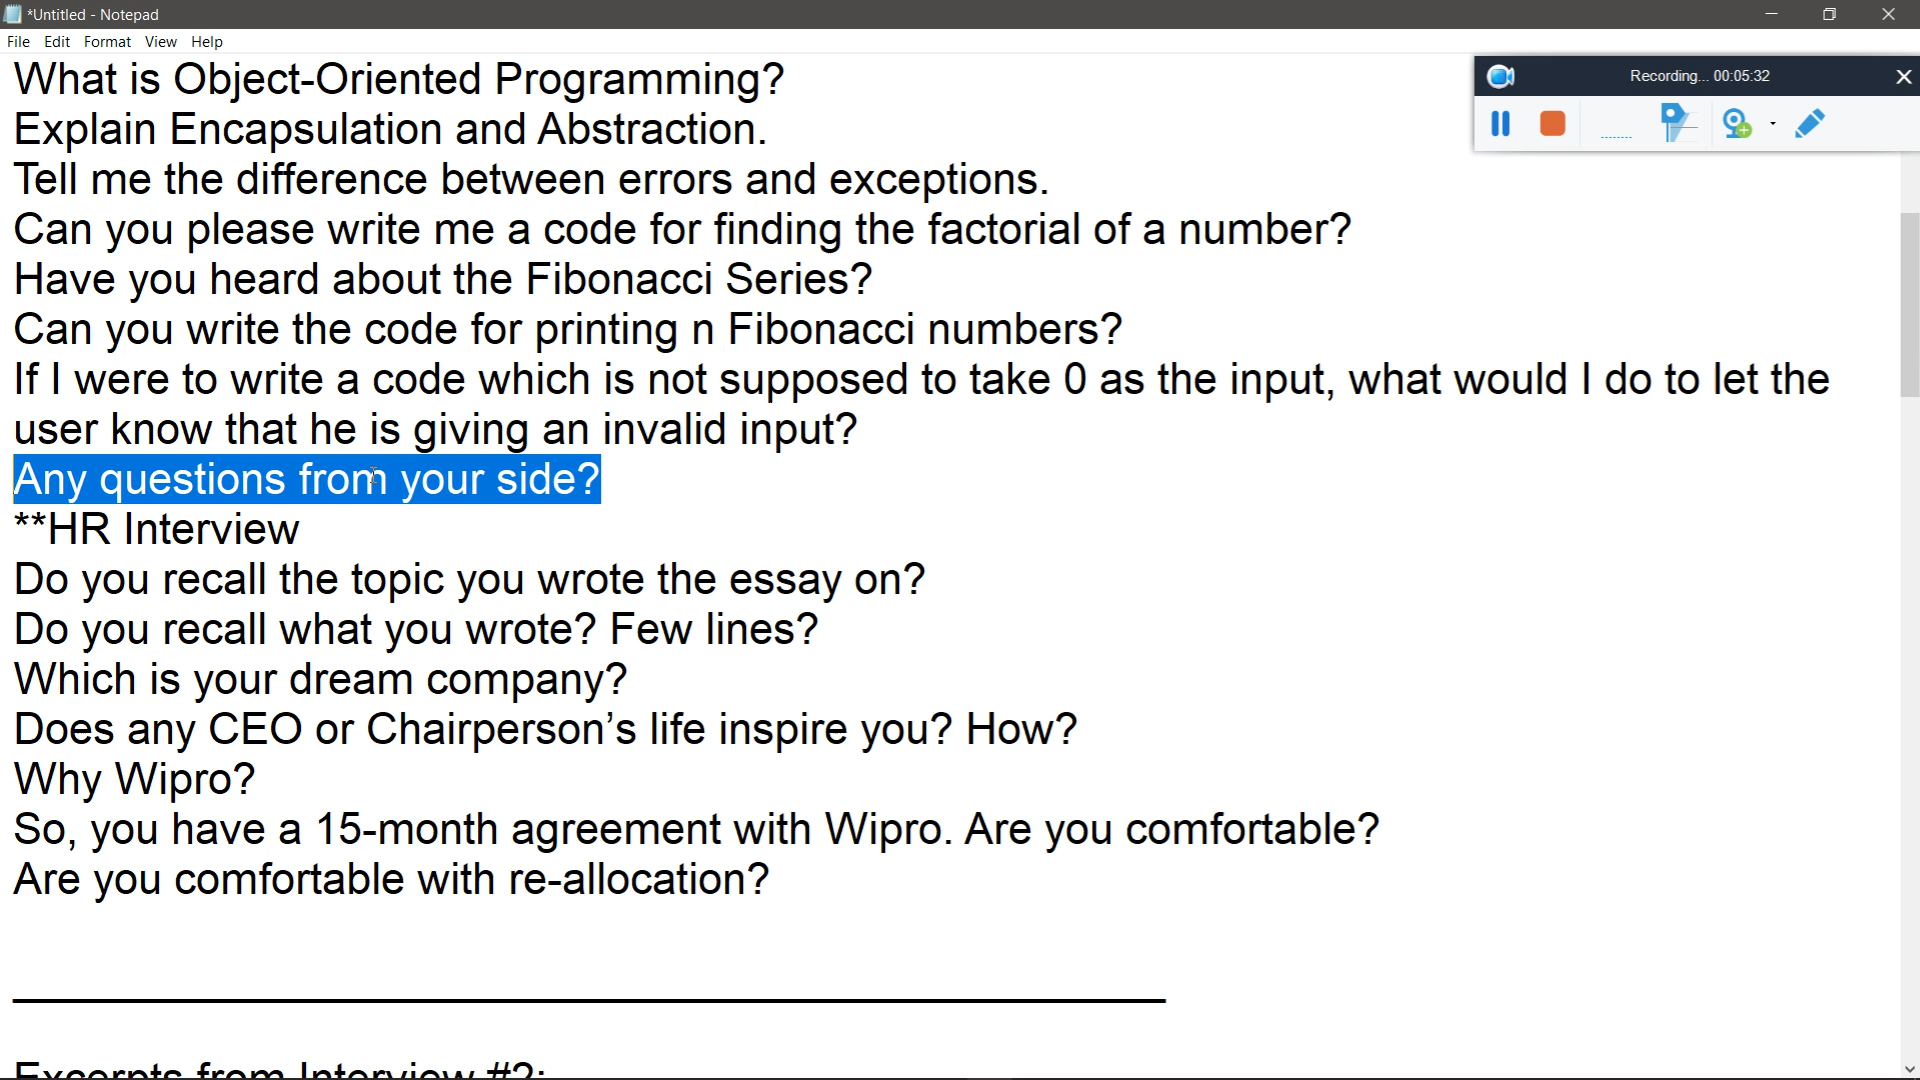 *Untitled - Notepad
File Edit Format View Help
Recording... 00:05:32
What is Object-Oriented Programming?
Explain Encapsulation and Abstraction.
Tell me the difference between errors and exceptions.
Can you please write me a code for finding the factorial of a number?
Have you heard about the Fibonacci Series?
Can you write the code for printing n Fibonacci numbers?
If I were to write a code which is not supposed to take 0 as the input, what would I do to let the
user know that he is giving an invalid input?
Any questions from your side?
**HR Interview
Do you recall the topic you wrote the essay on?
Do you recall what you wrote? Few lines?
Which is your dream company?
Does any CEO or Chairperson’s life inspire you? How?
Why Wipro?
So, you have a 15-month agreement with Wipro. Are you comfortable?
Are you comfortable with re-allocation?
Excerpts from Interview #2: